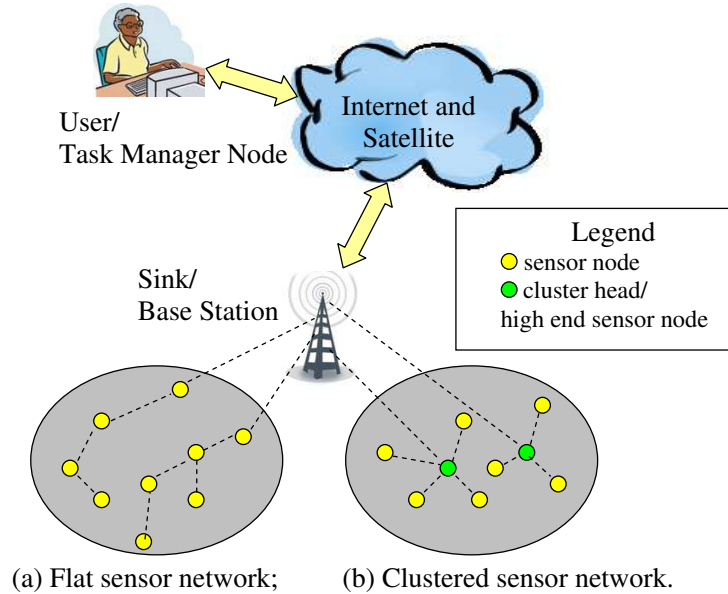 User/
Task Manager Node
Internet and
Satellite
Legend
sensor node
cluster head/
high end sensor node
Sink/
Base Station
(a) Flat sensor network;
(b) Clustered sensor network.